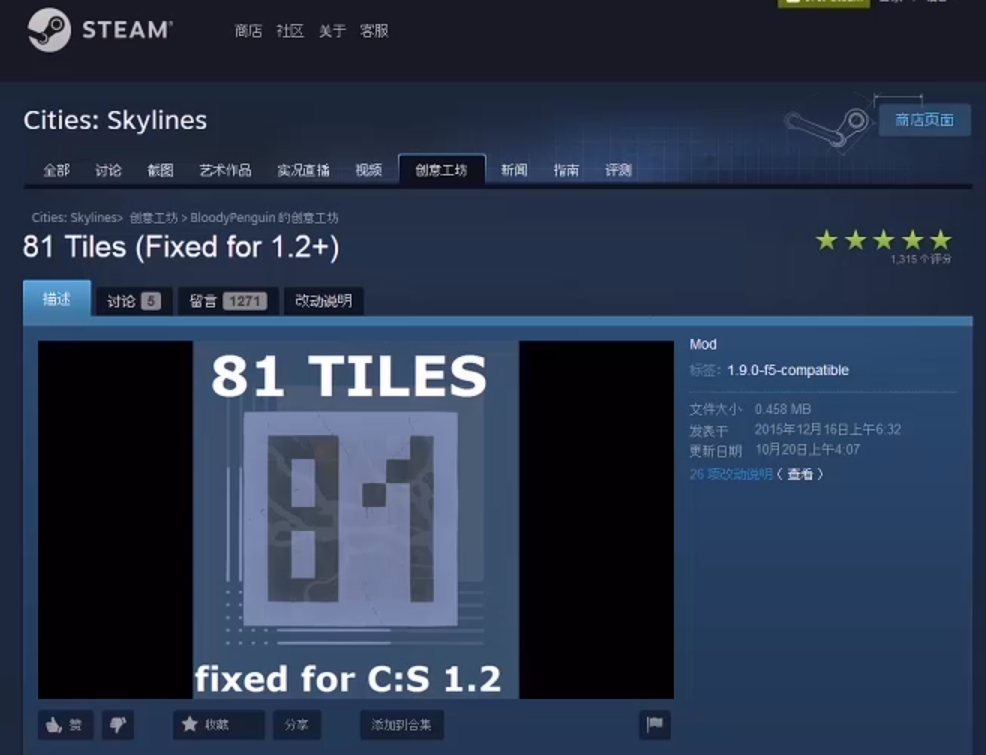 STEAM
商店 社区 关于 客服
Cities: Skylines
商店页面
全部 讨论 截图 艺术作品 实况直播 视频 创意工坊 新闻 指南 评测
Cities: Skylines> 创意工坊 > BloodyPenguin 的创意工坊
81 Tiles (Fixed for 1.2+)
1,315 个评分
描述 讨论 5 留言 1271 改动说明
81 TILES
81
fixed for C:S 1.2
Mod
标签: 1.9.0-f5-compatible
文件大小 0.458 MB
发表于 2015年12月16日上午6:32
更新日期 10月20日上午4:07
26 项改动说明 ( 查看 )
赞 收藏 分享 添加到合集